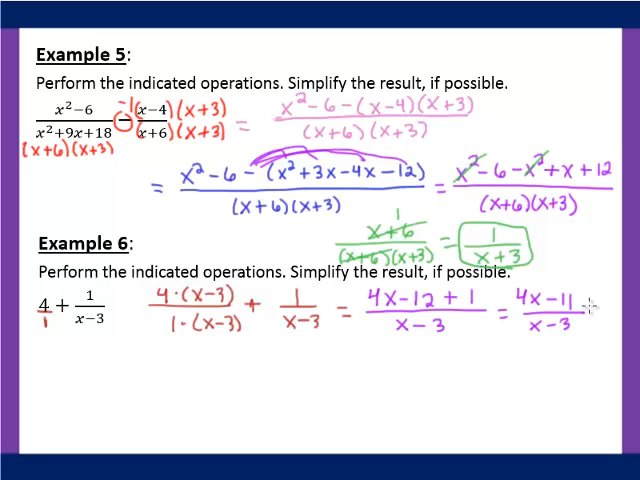 Example 5:
Perform the indicated operations. Simplify the result, if possible.
(x²−6)/(x²+9x+18) − (x−4)/(x+6) −1( )(x+3) / ( )(x+3) = (x²−6−(x−4)(x+3))/((x+6)(x+3))
(x+6)(x+3)
= (x²−6−(x²+3x−4x−12))/((x+6)(x+3)) = (x²−6−x²+x+12)/((x+6)(x+3))
1
(x+6)/((x+6)(x+3)) = 1/(x+3)
Example 6:
Perform the indicated operations. Simplify the result, if possible.
4/1 + 1/(x−3) (4·(x−3))/(1·(x−3)) + 1/(x−3) = (4x−12+1)/(x−3) = (4x−11)/(x−3)